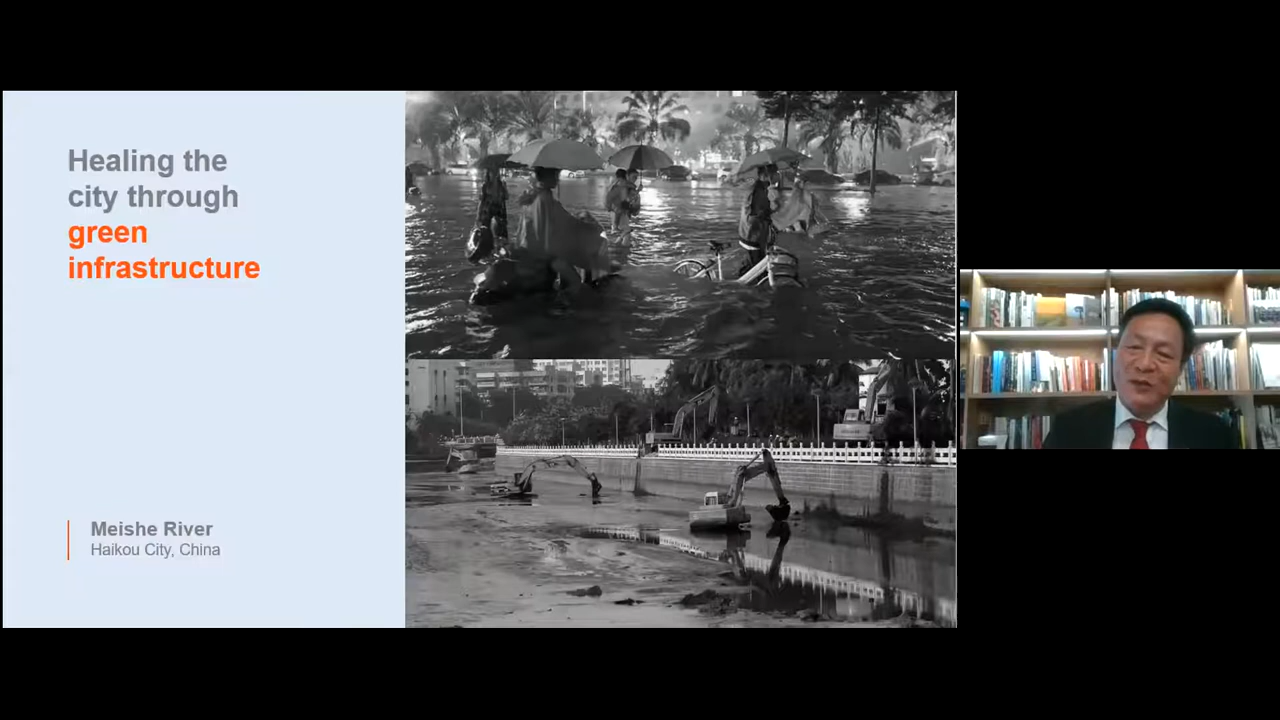 Healing the
city through
green
infrastructure
Meishe River
Haikou City, China